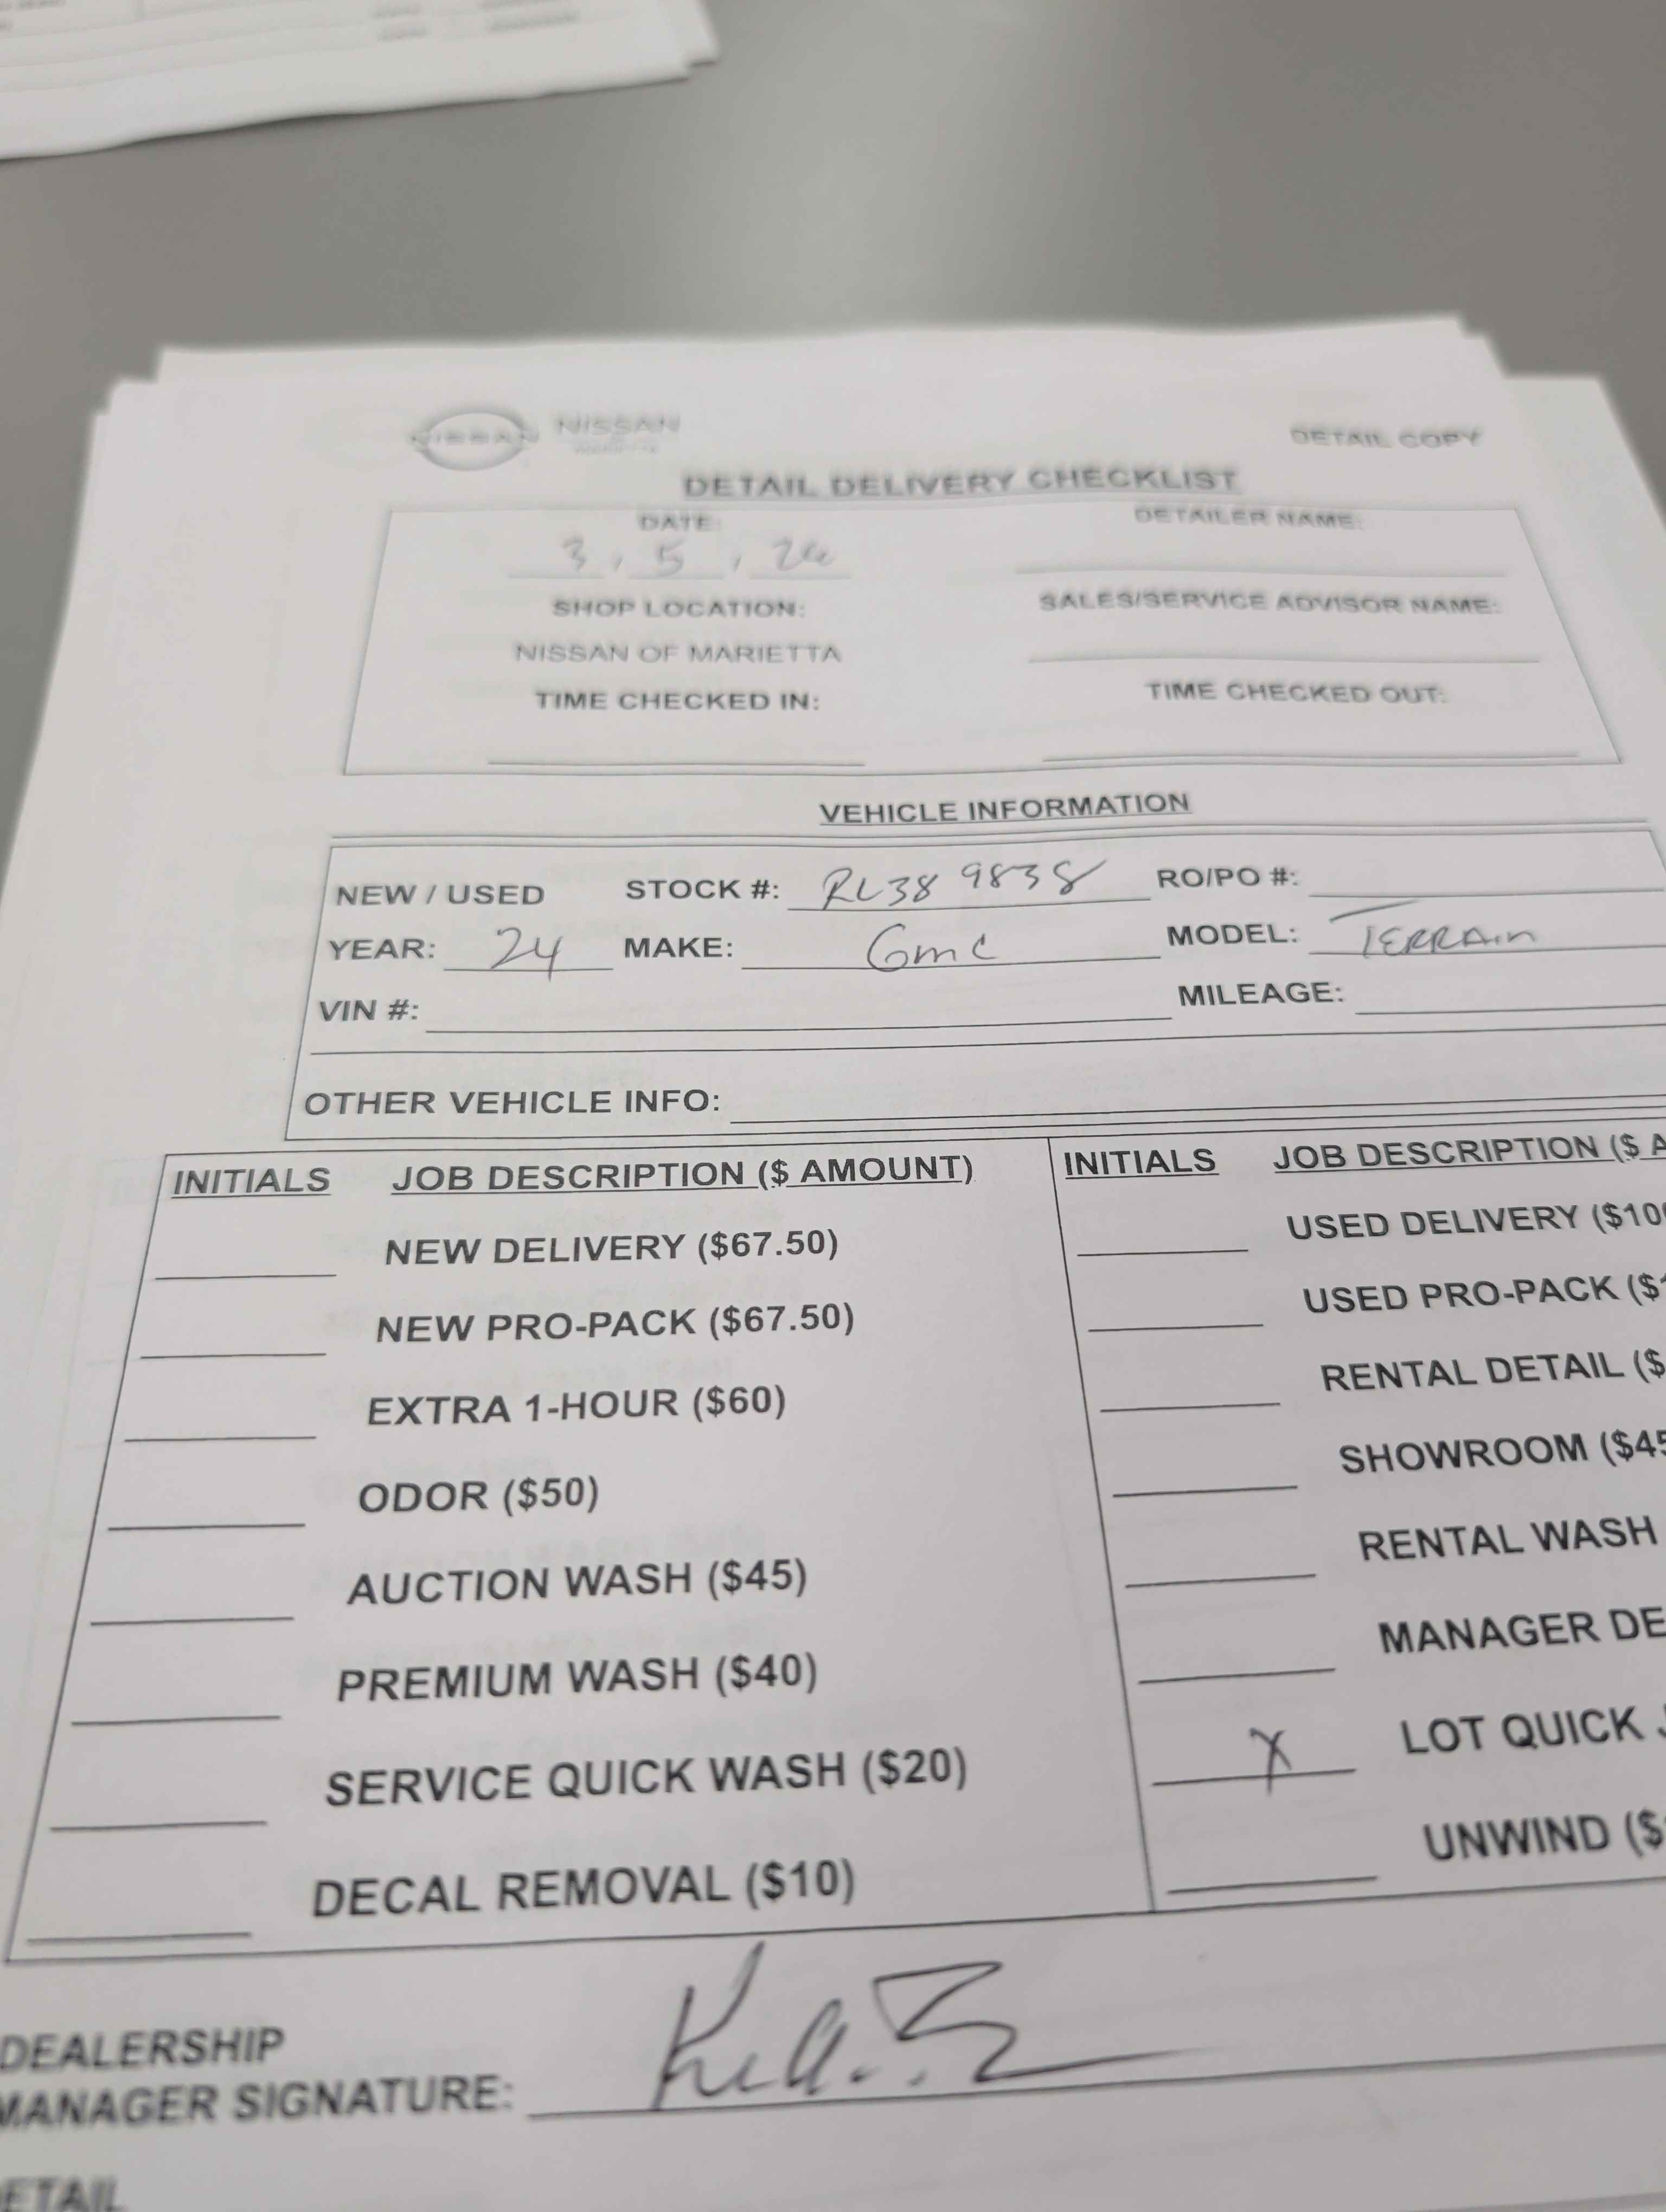 NISSAN NISSAN
DETAIL COPY
DETAIL DELIVERY CHECKLIST
DATE: DETAILER NAME:
3 , 5 ,
SHOP LOCATION: SALES/SERVICE ADVISOR NAME:
NISSAN OF MARIETTA
TIME CHECKED IN: TIME CHECKED OUT:
VEHICLE INFORMATION
NEW / USED STOCK #: RL38 9838 RO/PO #:
YEAR: 24 MAKE: GMC MODEL: TERRAin
VIN #: MILEAGE:
OTHER VEHICLE INFO:
INITIALS JOB DESCRIPTION ($ AMOUNT) INITIALS JOB DESCRIPTION ($ A
NEW DELIVERY ($67.50) USED DELIVERY ($10
NEW PRO-PACK ($67.50) USED PRO-PACK ($
EXTRA 1-HOUR ($60) RENTAL DETAIL ($
ODOR ($50) SHOWROOM ($45
AUCTION WASH ($45) RENTAL WASH
PREMIUM WASH ($40) MANAGER DE
SERVICE QUICK WASH ($20) X LOT QUICK
DECAL REMOVAL ($10) UNWIND ($
DEALERSHIP
MANAGER SIGNATURE:
ETAIL